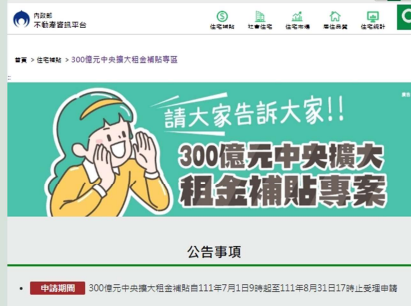 內政部
不動產資訊平台
住宅補貼 社會住宅 住宅市場 居住品質 住宅統計
首頁 > 住宅補貼 > 300億元中央擴大租金補貼專區
請大家告訴大家!!
300億元中央擴大
租金補貼專案
公告事項
申請期間 300億元中央擴大租金補貼自111年7月1日9時起至111年8月31日17時止受理申請